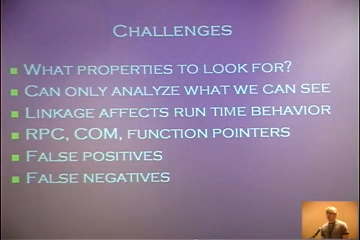 CHALLENGES
WHAT PROPERTIES TO LOOK FOR?
CAN ONLY ANALYZE WHAT WE CAN SEE
LINKAGE AFFECTS RUN TIME BEHAVIOR
RPC, COM, FUNCTION POINTERS
FALSE POSITIVES
FALSE NEGATIVES